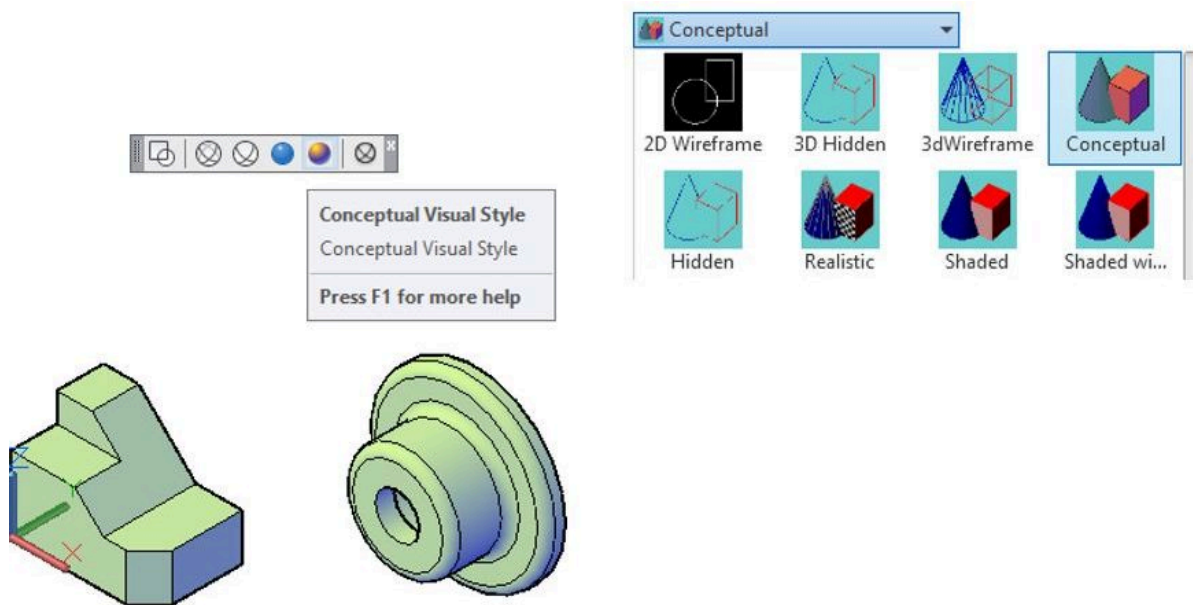 Conceptual
2D Wireframe 3D Hidden 3dWireframe Conceptual
Hidden Realistic Shaded Shaded wi...
Conceptual Visual Style
Conceptual Visual Style
Press F1 for more help
Z
Y
X